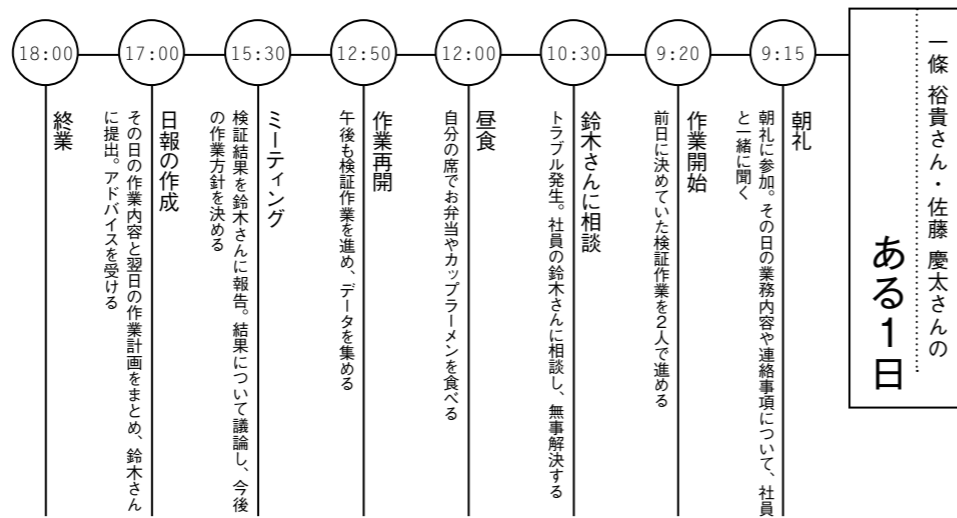 一條 裕貴さん・佐藤 慶太さんの
ある1日
9:15
朝礼
朝礼に参加。その日の業務内容や連絡事項について、社員
と一緒に聞く
9:20
作業開始
前日に決めていた検証作業を2人で進める
10:30
鈴木さんに相談
トラブル発生。社員の鈴木さんに相談し、無事解決する
12:00
昼食
自分の席でお弁当やカップラーメンを食べる
12:50
作業再開
午後も検証作業を進め、データを集める
15:30
ミーティング
検証結果を鈴木さんに報告。結果について議論し、今後
の作業方針を決める
17:00
日報の作成
その日の作業内容と翌日の作業計画をまとめ、鈴木さん
に提出。アドバイスを受ける
18:00
終業